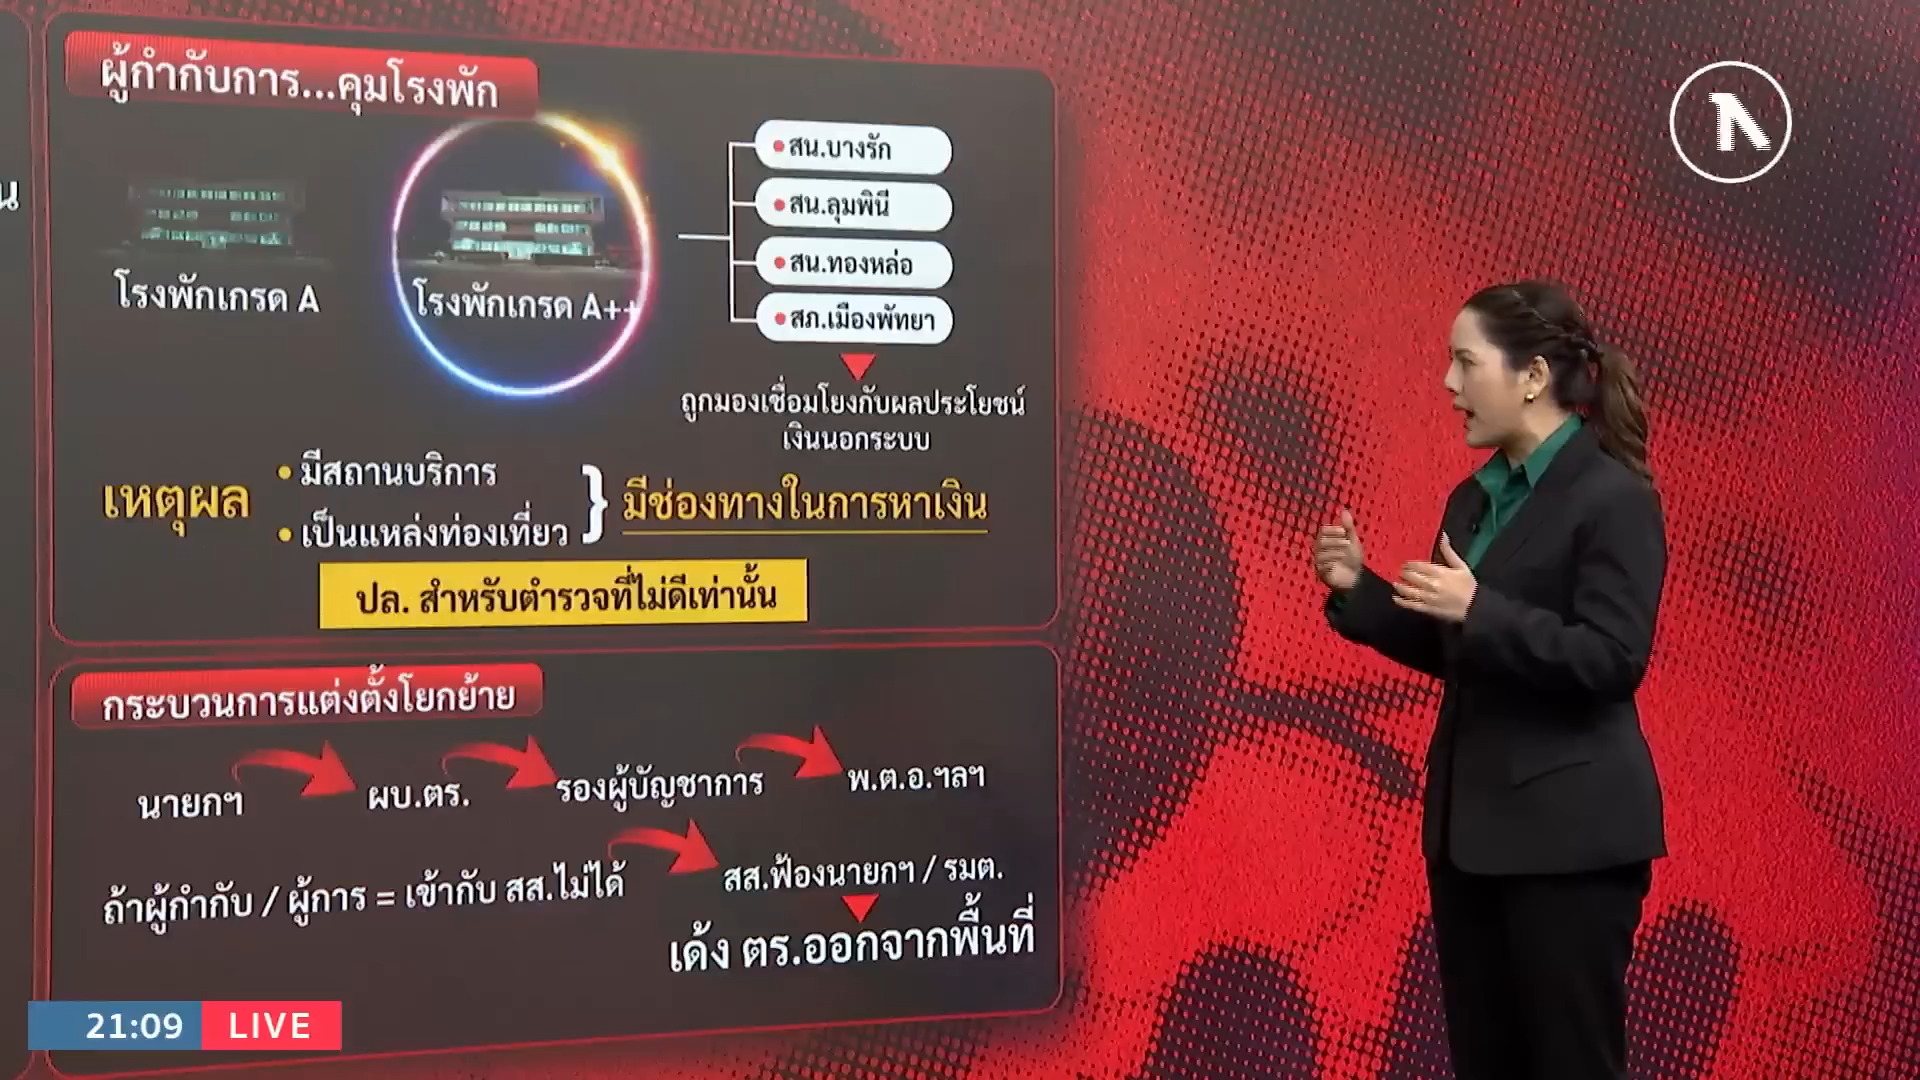 ผู้กำกับการ...คุมโรงพัก
น
โรงพักเกรด A
โรงพักเกรด A++
สน.บางรัก
สน.ลุมพินี
สน.ทองหล่อ
สภ.เมืองพัทยา
ถูกมองเชื่อมโยงกับผลประโยชน์
เงินนอกระบบ
เหตุผล
• มีสถานบริการ
• เป็นแหล่งท่องเที่ยว
} มีช่องทางในการหาเงิน
ปล. สำหรับตำรวจที่ไม่ดีเท่านั้น
กระบวนการแต่งตั้งโยกย้าย
นายกฯ
ผบ.ตร.
รองผู้บัญชาการ
พ.ต.อ.ฯลฯ
ถ้าผู้กำกับ / ผู้การ = เข้ากับ สส.ไม่ได้
สส.ฟ้องนายกฯ / รมต.
เด้ง ตร.ออกจากพื้นที่
21:09 LIVE